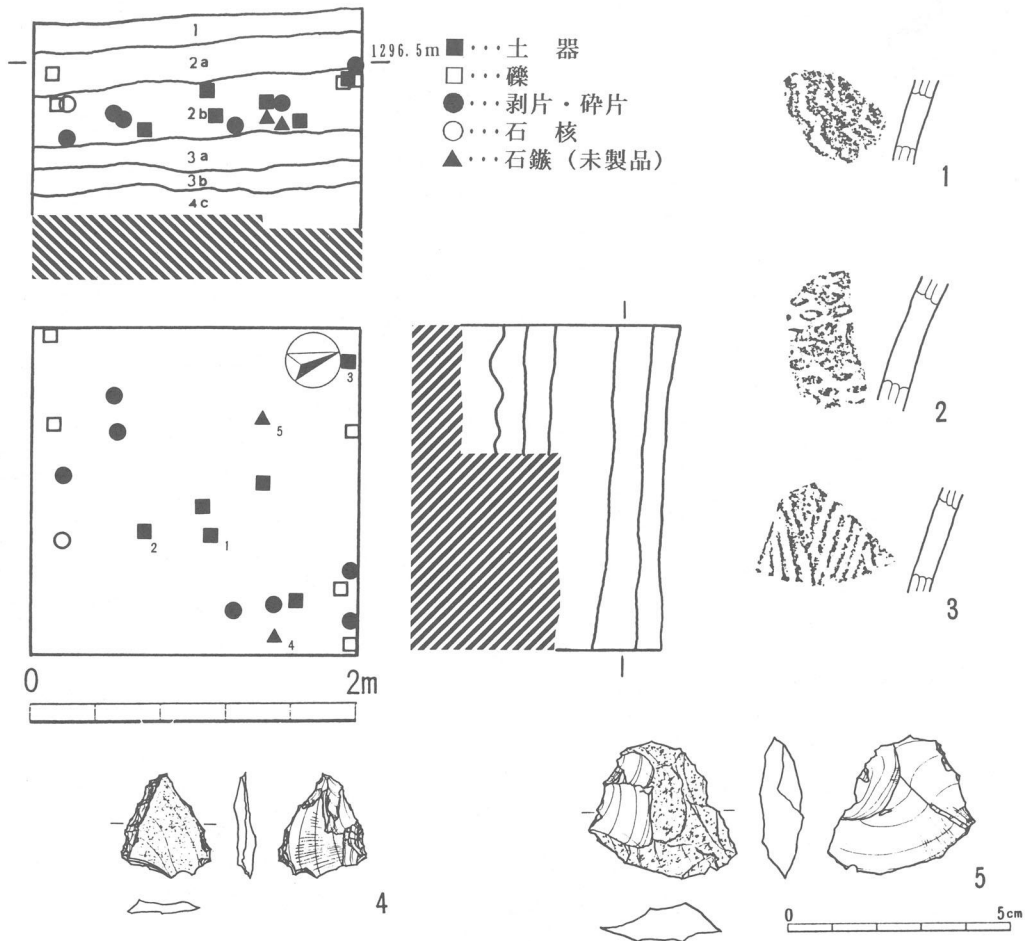 1
2a
2b
3a
3b
4c
1296.5m
■・・・土　器
□・・・礫
●・・・剥片・砕片
○・・・石　核
▲・・・石鏃（未製品）
1
2
3
3
5
2
1
4
0 2m
4
5
0 5cm